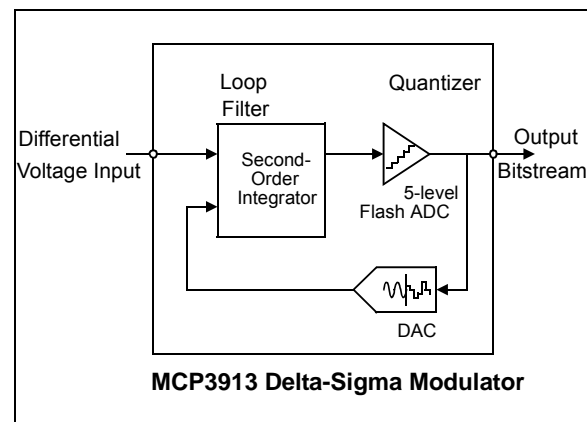 Loop
Filter
Quantizer
Differential
Voltage Input
Second-
Order
Integrator
Output
Bitstream
5-level
Flash ADC
DAC
MCP3913 Delta-Sigma Modulator